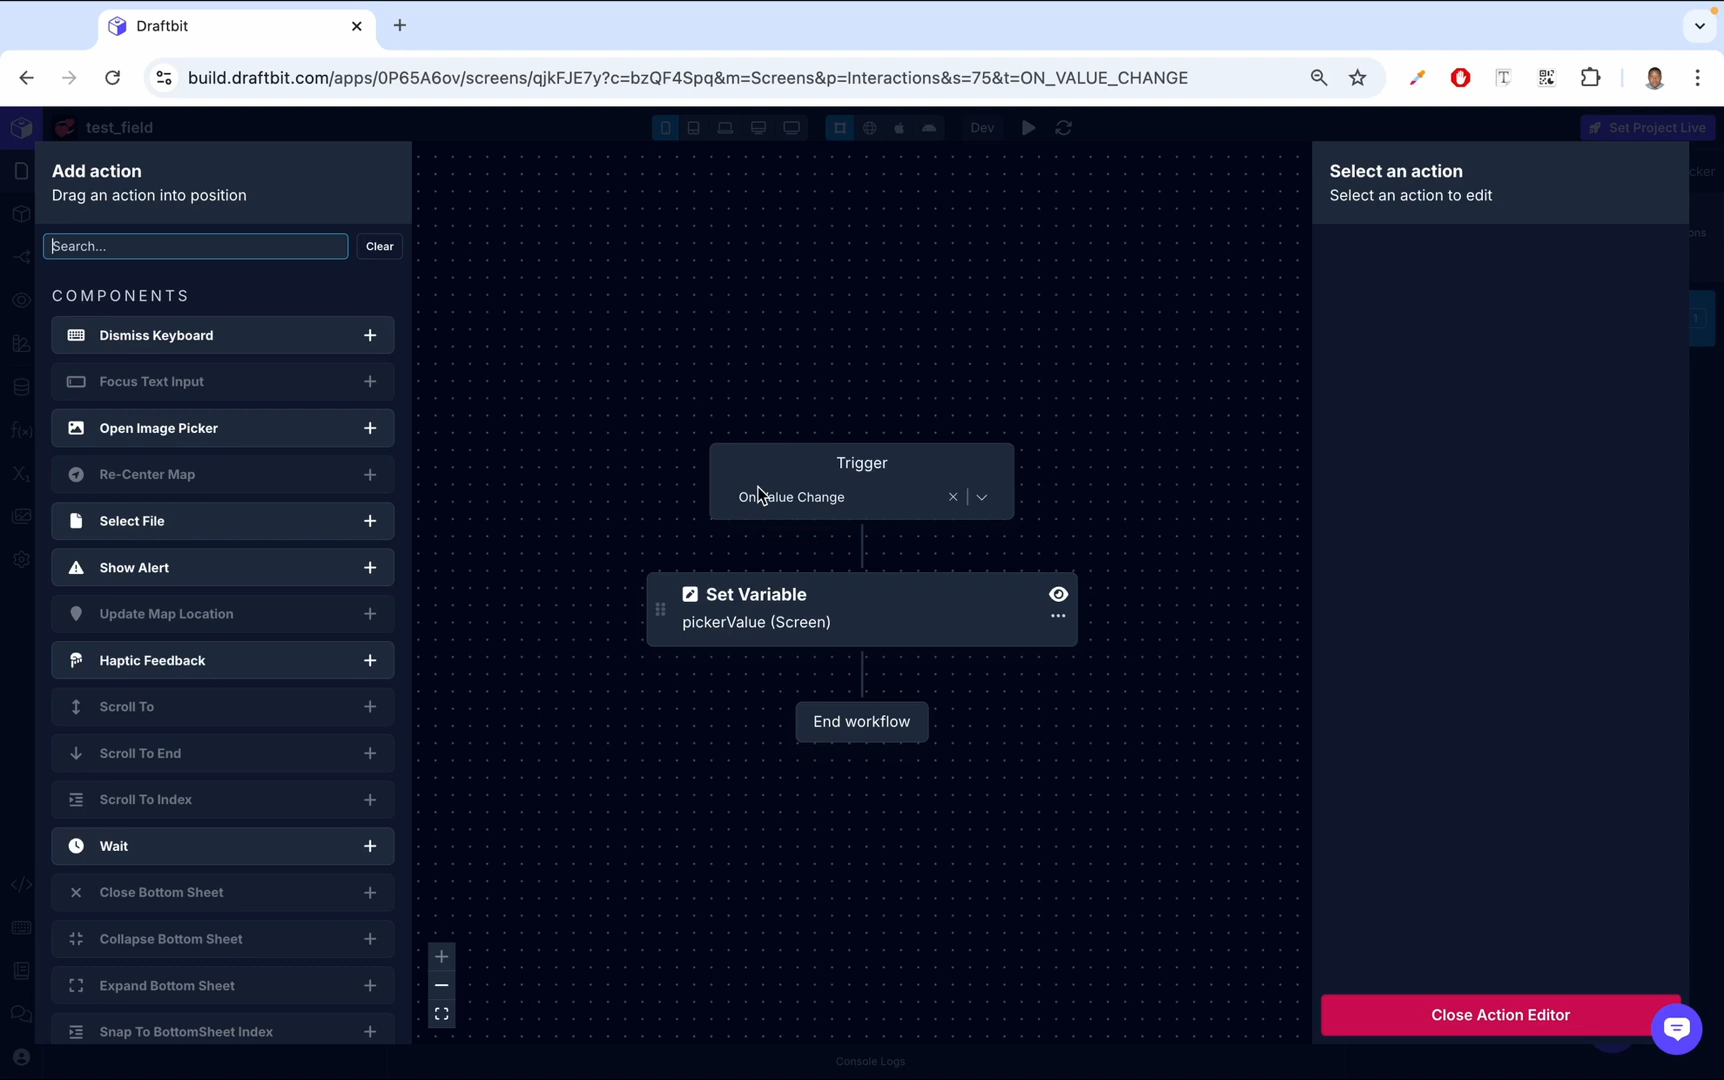 Draftbit
build.draftbit.com/apps/0P65A6ov/screens/qjkFJE7y?c=bzQF4Spq&m=Screens&p=Interactions&s=75&t=ON_VALUE_CHANGE
test_field
Dev
Set Project Live
Add action
Drag an action into position
Search...
Clear
COMPONENTS
Dismiss Keyboard
Focus Text Input
Open Image Picker
Re-Center Map
Select File
Show Alert
Update Map Location
Haptic Feedback
Scroll To
Scroll To End
Scroll To Index
Wait
Close Bottom Sheet
Collapse Bottom Sheet
Expand Bottom Sheet
Snap To BottomSheet Index
Trigger
On Value Change
Set Variable
pickerValue (Screen)
End workflow
Select an action
Select an action to edit
cker
ons
1
Close Action Editor
Console Logs